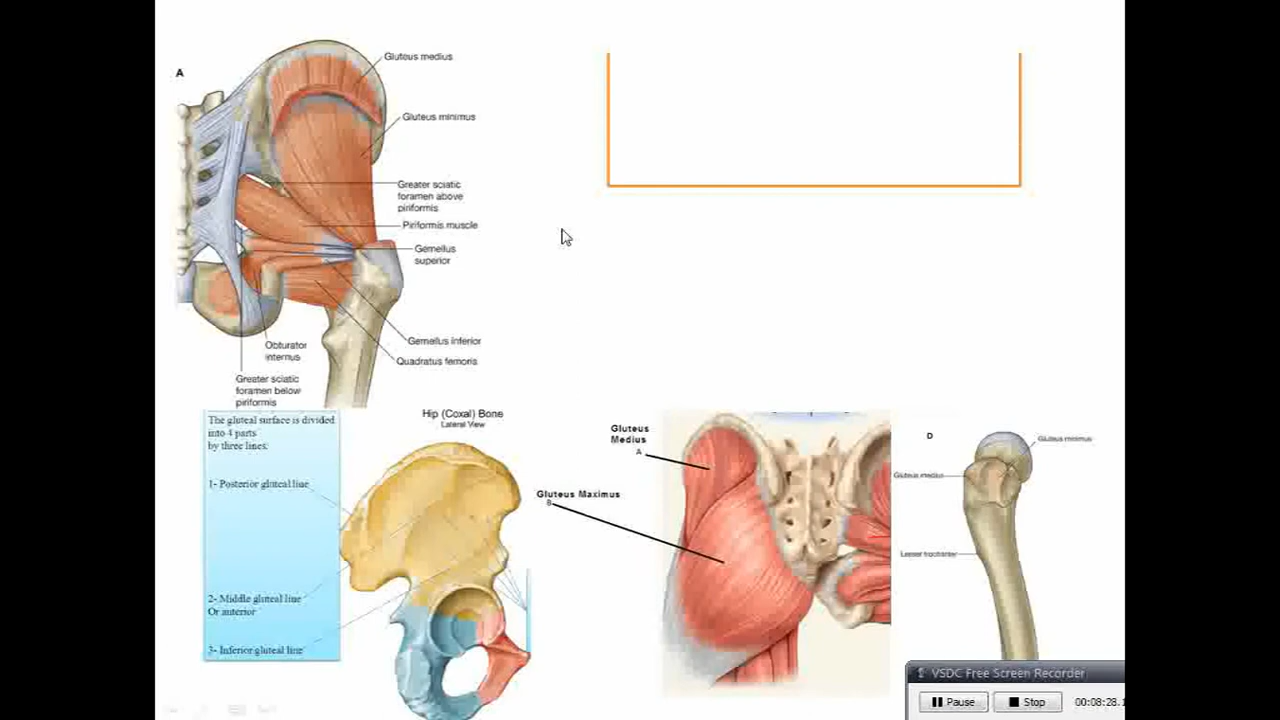 A
Gluteus medius
Gluteus minimus
Greater sciatic
foramen above
piriformis
Piriformis muscle
Gemellus
superior
Gemellus inferior
Quadratus femoris
Obturator
internus
Greater sciatic
foramen below
piriformis
The gluteal surface is divided
into 4 parts
by three lines:
1- Posterior gluteal line
2- Middle gluteal line
Or anterior
3- Inferior gluteal line
Hip (Coxal) Bone
Lateral View
Gluteus
Medius
A
Gluteus Maximus
B
D
Gluteus minimus
Gluteus medius
Lesser trochanter
VSDC Free Screen Recorder
Pause
Stop
00:08:28.